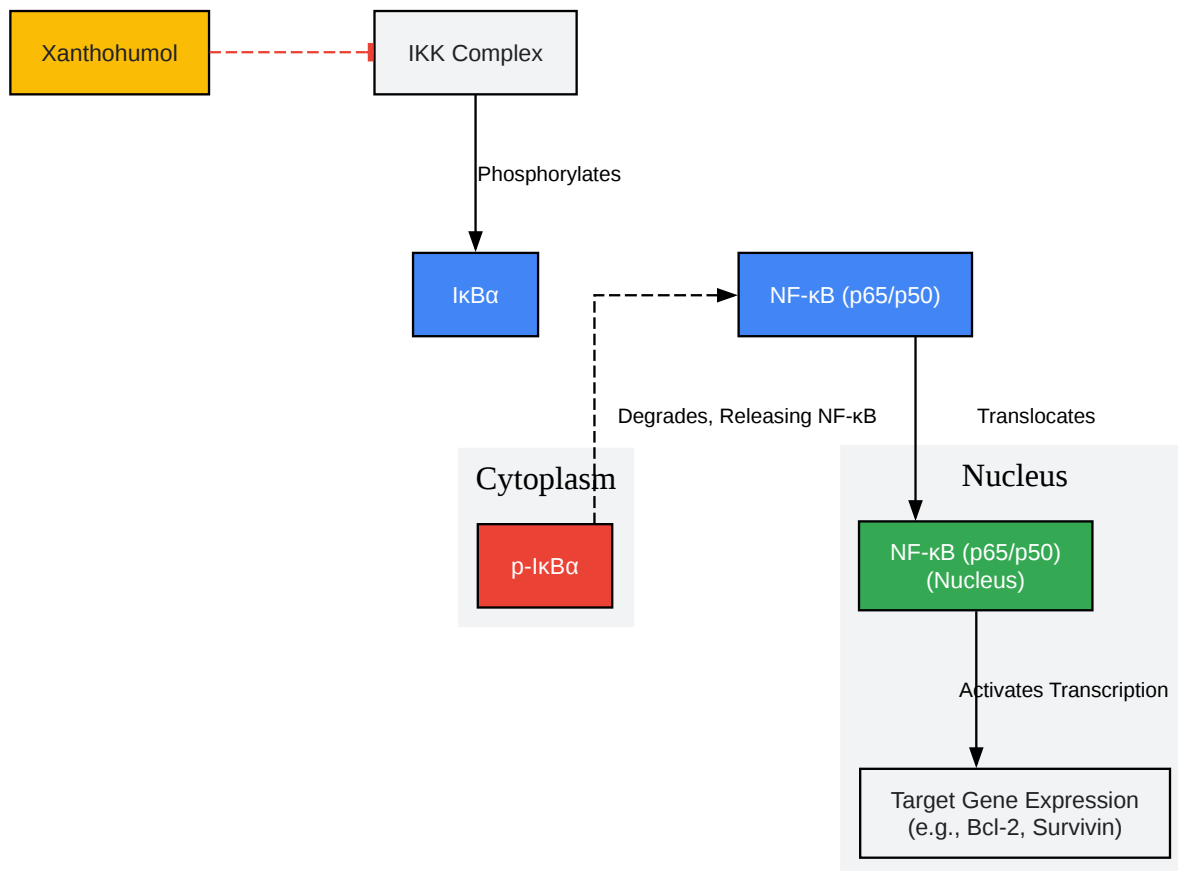 Xanthohumol
IKK Complex
Phosphorylates
IκBα
NF-κB (p65/p50)
Degrades, Releasing NF-κB
Translocates
Cytoplasm
Nucleus
p-IκBα
NF-κB (p65/p50)
(Nucleus)
Activates Transcription
Target Gene Expression
(e.g., Bcl-2, Survivin)